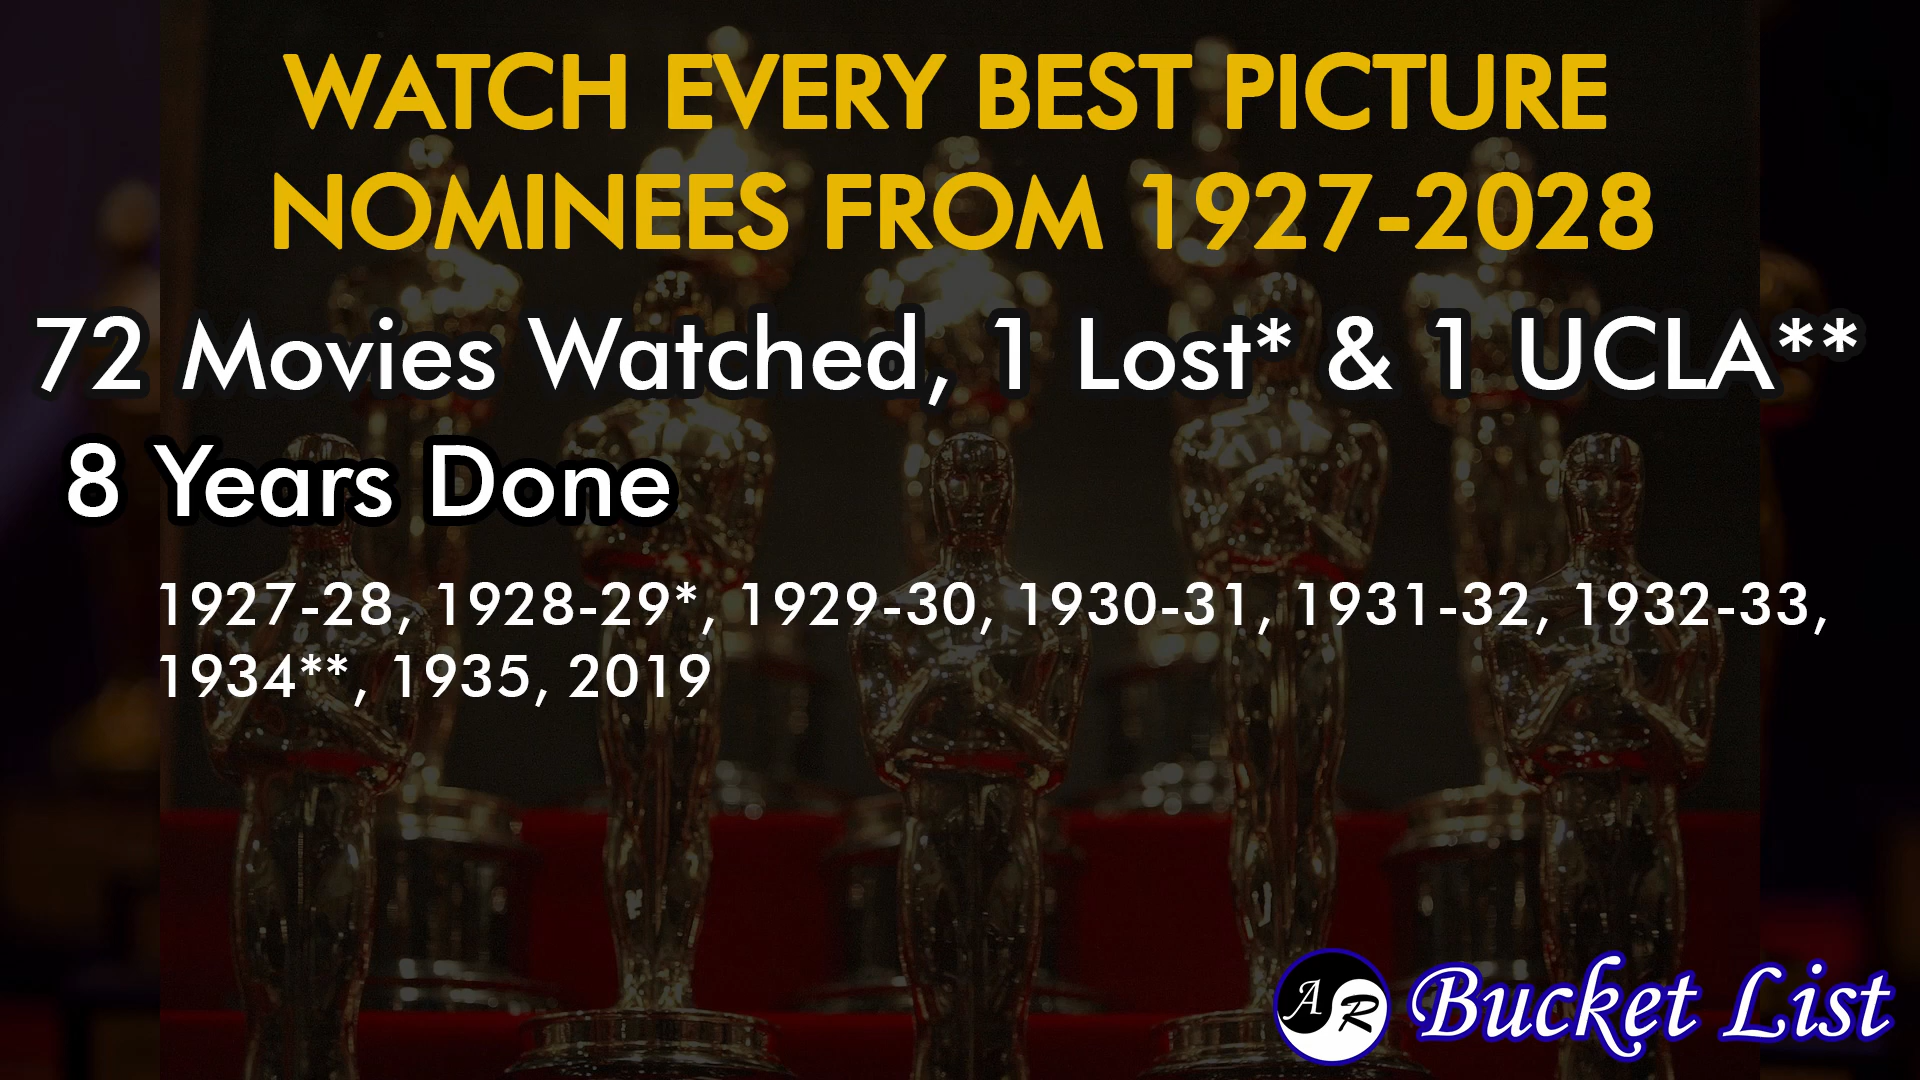 WATCH EVERY BEST PICTURE
NOMINEES FROM 1927-2028
72 Movies Watched, 1 Lost* & 1 UCLA**
8 Years Done
1927-28, 1928-29*, 1929-30, 1930-31, 1931-32, 1932-33,
1934**, 1935, 2019
AR Bucket List